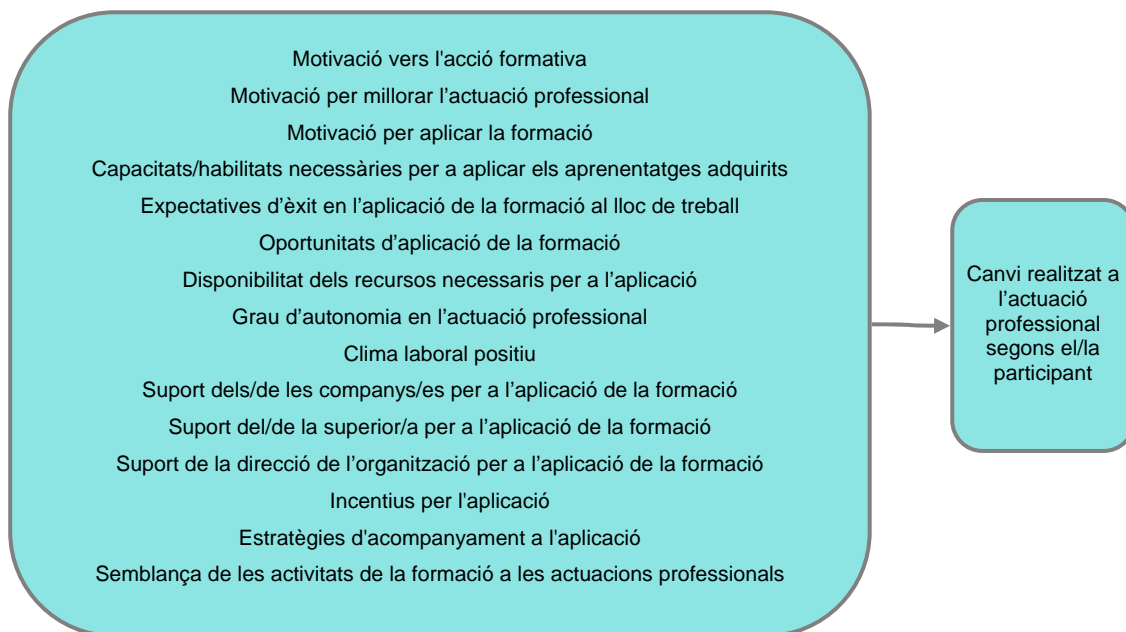 Motivació vers l'acció formativa
Motivació per millorar l’actuació professional
Motivació per aplicar la formació
Capacitats/habilitats necessàries per a aplicar els aprenentatges adquirits
Expectatives d’èxit en l’aplicació de la formació al lloc de treball
Oportunitats d’aplicació de la formació
Disponibilitat dels recursos necessaris per a l’aplicació
Grau d’autonomia en l’actuació professional
Clima laboral positiu
Suport dels/de les companys/es per a l’aplicació de la formació
Suport del/de la superior/a per a l’aplicació de la formació
Suport de la direcció de l’organització per a l’aplicació de la formació
Incentius per l'aplicació
Estratègies d'acompanyament a l'aplicació
Semblança de les activitats de la formació a les actuacions professionals
Canvi realitzat a
l’actuació
professional
segons el/la
participant